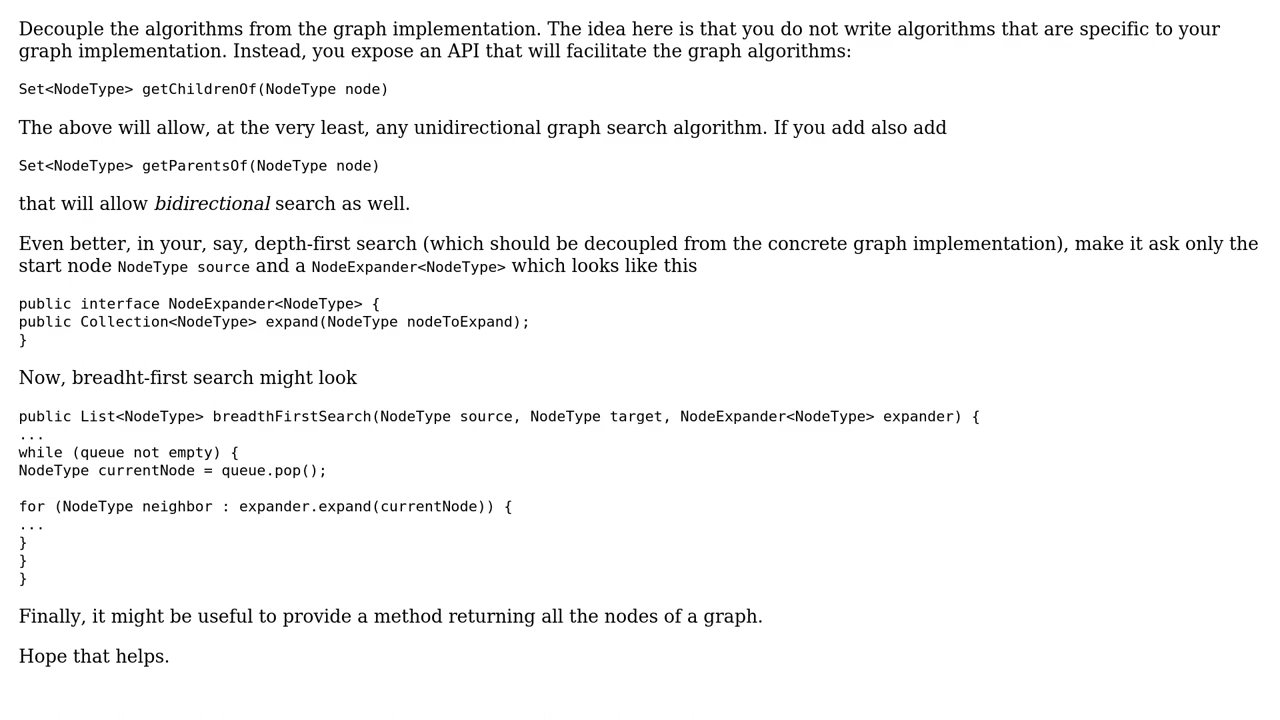 Decouple the algorithms from the graph implementation. The idea here is that you do not write algorithms that are specific to your
graph implementation. Instead, you expose an API that will facilitate the graph algorithms:
Set<NodeType> getChildrenOf(NodeType node)
The above will allow, at the very least, any unidirectional graph search algorithm. If you add also add
Set<NodeType> getParentsOf(NodeType node)
that will allow bidirectional search as well.
Even better, in your, say, depth-first search (which should be decoupled from the concrete graph implementation), make it ask only the
start node NodeType source and a NodeExpander<NodeType> which looks like this
public interface NodeExpander<NodeType> {
public Collection<NodeType> expand(NodeType nodeToExpand);
}
Now, breadht-first search might look
public List<NodeType> breadthFirstSearch(NodeType source, NodeType target, NodeExpander<NodeType> expander) {
...
while (queue not empty) {
NodeType currentNode = queue.pop();
for (NodeType neighbor : expander.expand(currentNode)) {
...
}
}
}
Finally, it might be useful to provide a method returning all the nodes of a graph.
Hope that helps.